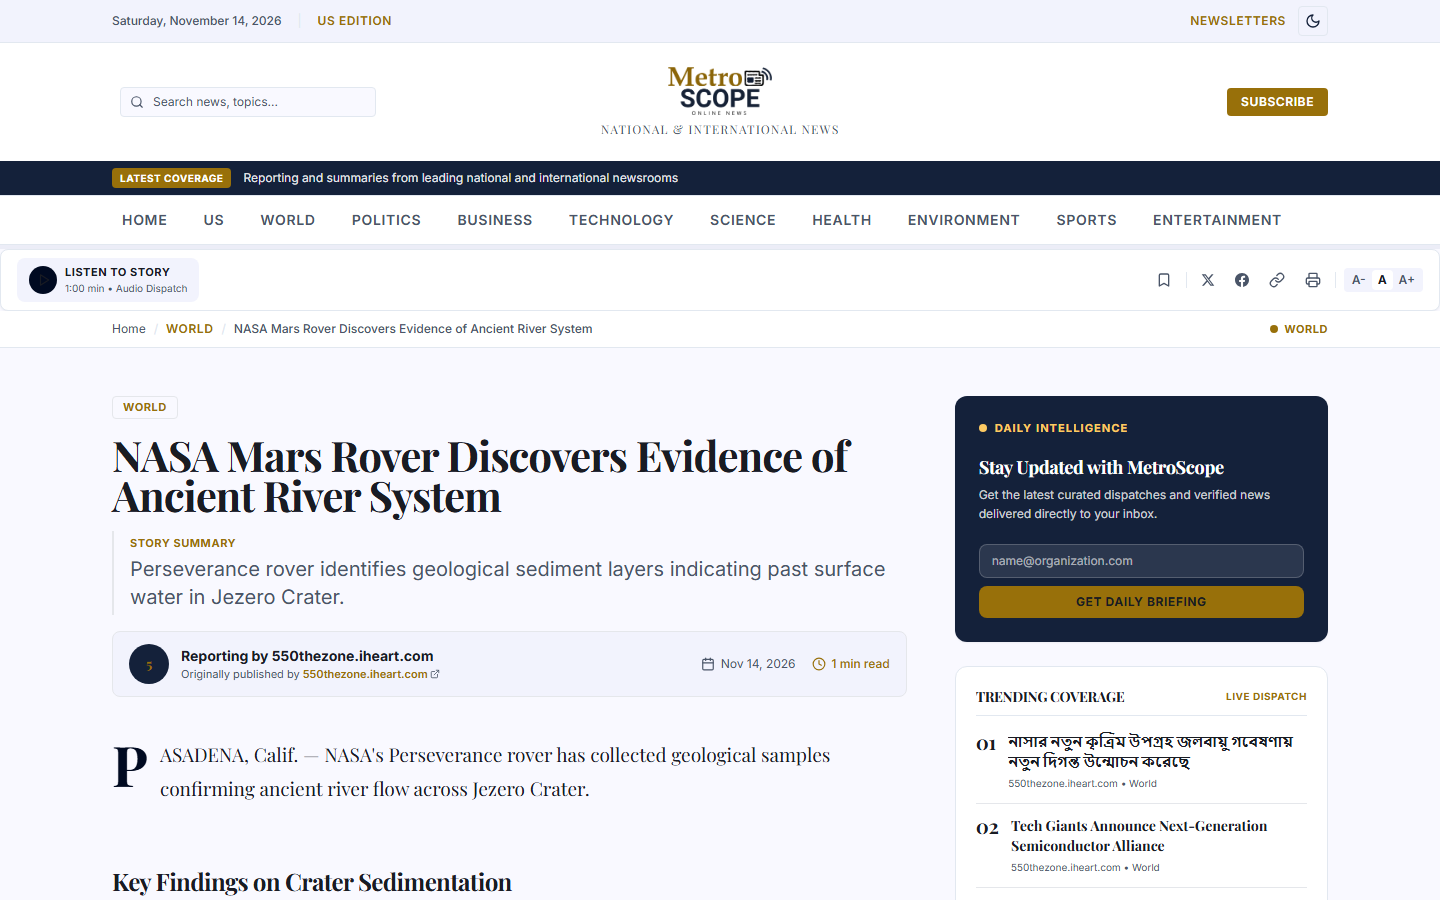 Saturday, November 14, 2026
US EDITION
NEWSLETTERS
Search news, topics...
Metro
SCOPE
ONLINE NEWS
NATIONAL & INTERNATIONAL NEWS
SUBSCRIBE
LATEST COVERAGE
Reporting and summaries from leading national and international newsrooms
HOME US WORLD POLITICS BUSINESS TECHNOLOGY SCIENCE HEALTH ENVIRONMENT SPORTS ENTERTAINMENT
LISTEN TO STORY
1:00 min • Audio Dispatch
A- A A+
Home / WORLD / NASA Mars Rover Discovers Evidence of Ancient River System
WORLD
WORLD
NASA Mars Rover Discovers Evidence of
Ancient River System
STORY SUMMARY
Perseverance rover identifies geological sediment layers indicating past surface
water in Jezero Crater.
5
Reporting by 550thezone.iheart.com
Originally published by 550thezone.iheart.com
Nov 14, 2026
1 min read
PASADENA, Calif. — NASA's Perseverance rover has collected geological samples
confirming ancient river flow across Jezero Crater.
Key Findings on Crater Sedimentation
DAILY INTELLIGENCE
Stay Updated with MetroScope
Get the latest curated dispatches and verified news
delivered directly to your inbox.
name@organization.com
GET DAILY BRIEFING
TRENDING COVERAGE
LIVE DISPATCH
01 নাসার নতুন কৃত্রিম উপগ্রহ জলবায়ু গবেষণায়
নতুন দিগন্ত উন্মোচন করেছে
550thezone.iheart.com • World
02 Tech Giants Announce Next-Generation
Semiconductor Alliance
550thezone.iheart.com • World